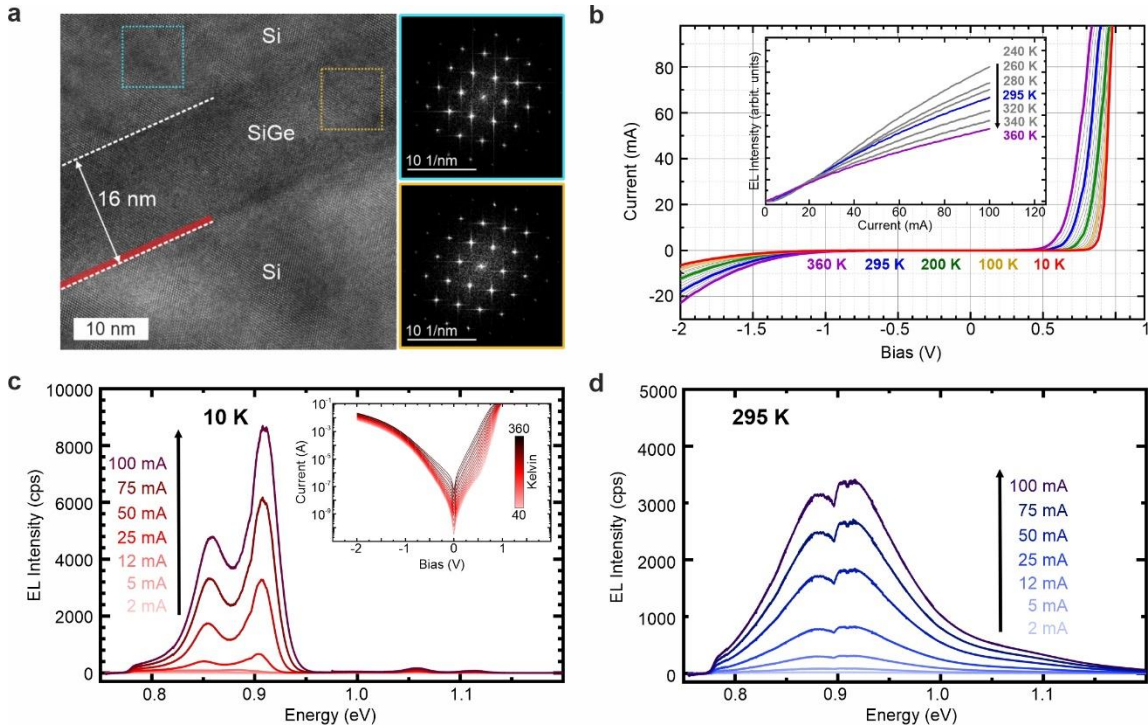 a
Si
SiGe
16 nm
Si
10 nm
10 1/nm
10 1/nm
b
80
60
40
20
0
-20
Current (mA)
-2
-1.5
-1
-0.5
0
0.5
1
Bias (V)
EL Intensity (arbit. units)
240 K
260 K
280 K
295 K
320 K
340 K
360 K
0
20
40
60
80
100
120
Current (mA)
360 K 295 K 200 K 100 K 10 K
c
10 K
10000
8000
6000
4000
2000
0
EL Intensity (cps)
100 mA
75 mA
50 mA
25 mA
12 mA
5 mA
2 mA
0.8
0.9
1.0
1.1
Energy (eV)
10-1
10-3
10-5
10-7
10-9
Current (A)
-2
-1
0
1
Bias (V)
360
Kelvin
40
d
295 K
5000
4000
3000
2000
1000
0
EL Intensity (cps)
100 mA
75 mA
50 mA
25 mA
12 mA
5 mA
2 mA
0.8
0.9
1.0
1.1
Energy (eV)